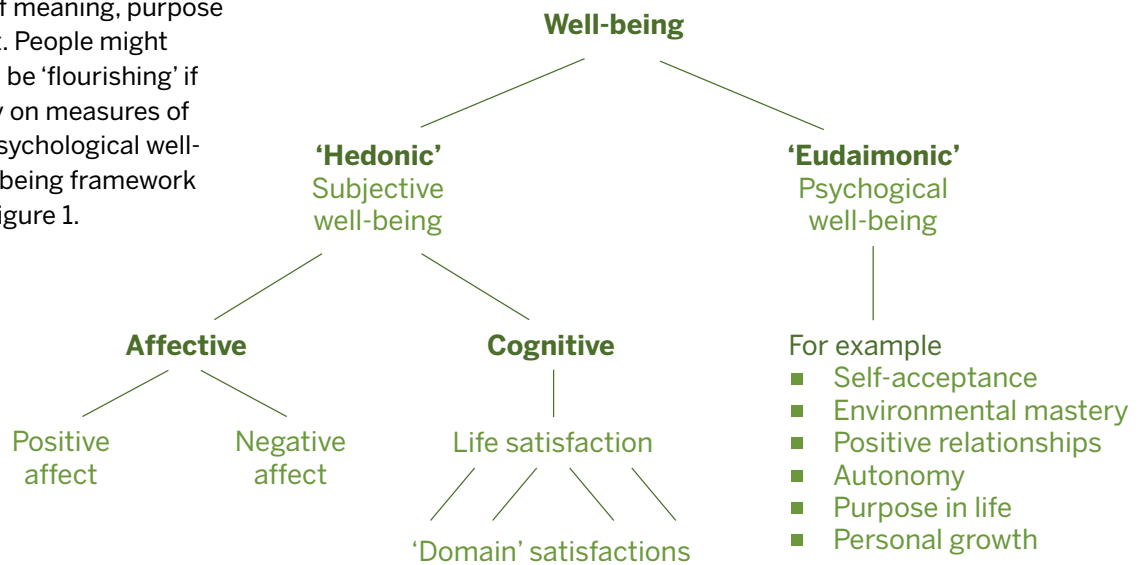 f meaning, purpose
t. People might
be ‘flourishing’ if
y on measures of
psychological well-
being framework
igure 1.
Well-being
‘Hedonic’
Subjective
well-being
‘Eudaimonic’
Psychogical
well-being
Affective
Cognitive
For example
■ Self-acceptance
■ Environmental mastery
■ Positive relationships
■ Autonomy
■ Purpose in life
■ Personal growth
Positive
affect
Negative
affect
Life satisfaction
‘Domain’ satisfactions